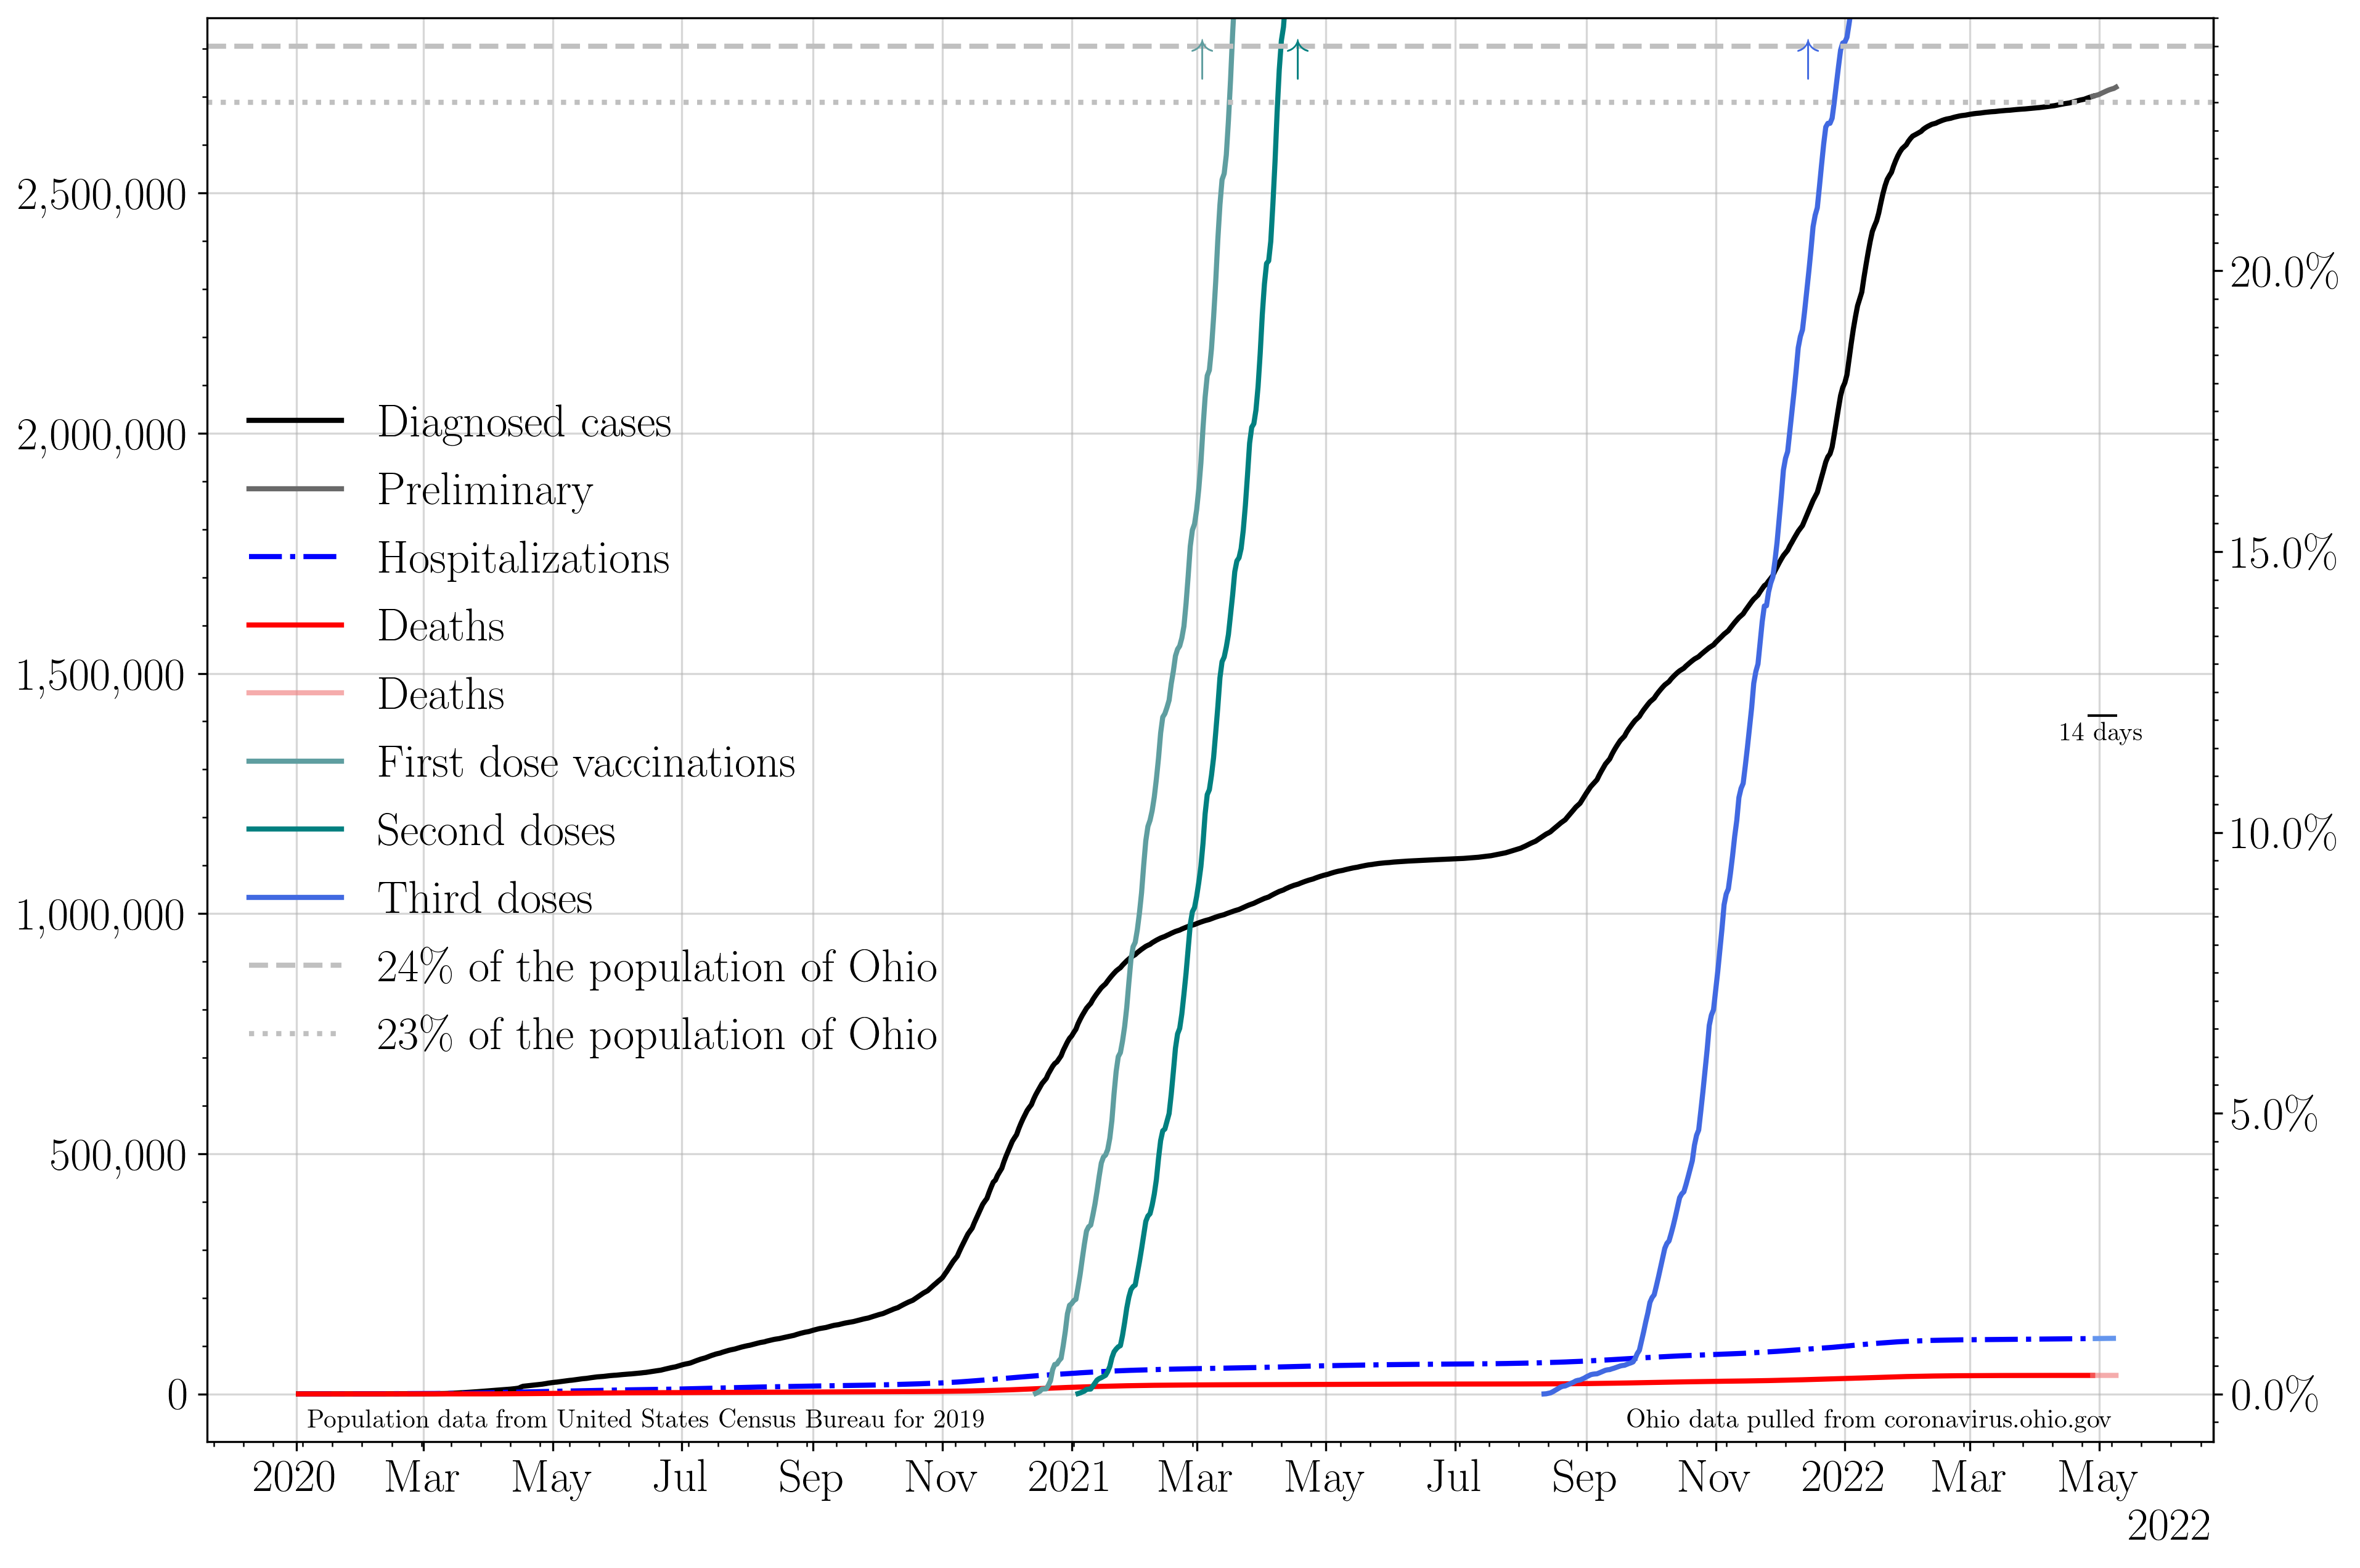 2,500,000
2,000,000
1,500,000
1,000,000
500,000
0
Diagnosed cases
Preliminary
Hospitalizations
Deaths
Deaths
First dose vaccinations
Second doses
Third doses
24% of the population of Ohio
23% of the population of Ohio
14 days
20.0%
15.0%
10.0%
5.0%
0.0%
Population data from United States Census Bureau for 2019
Ohio data pulled from coronavirus.ohio.gov
2020 Mar May Jul Sep Nov 2021 Mar May Jul Sep Nov 2022 Mar May
2022